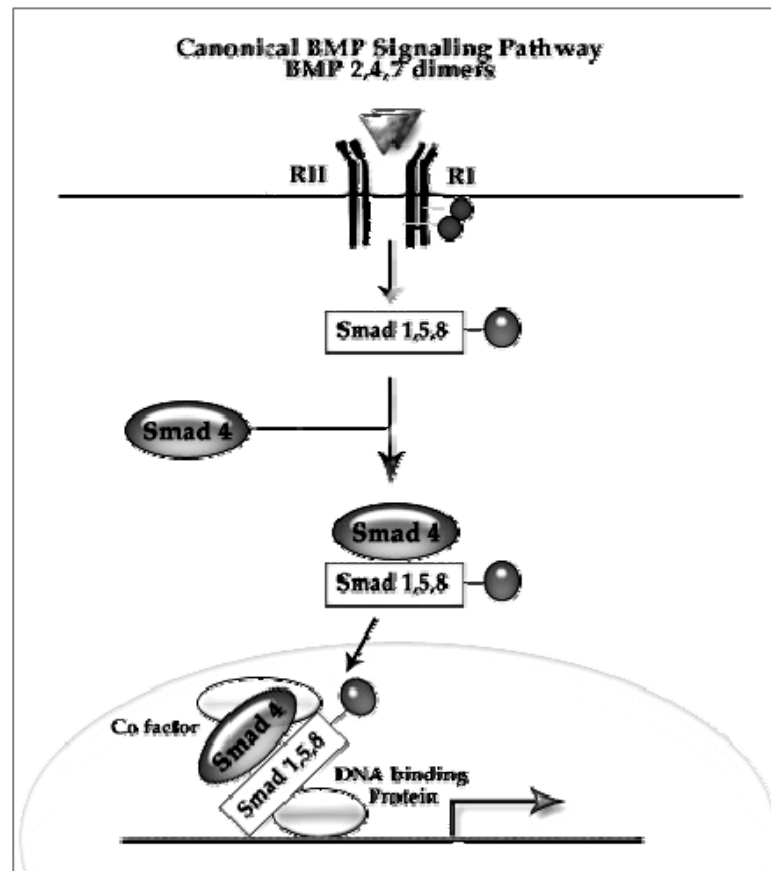 Canonical BMP Signaling Pathway
BMP 2,4,7 dimers
RII
RI
Smad 1,5,8
Smad 4
Smad 4
Smad 1,5,8
Co factor
Smad 4
Smad 1,5,8
DNA binding
Protein